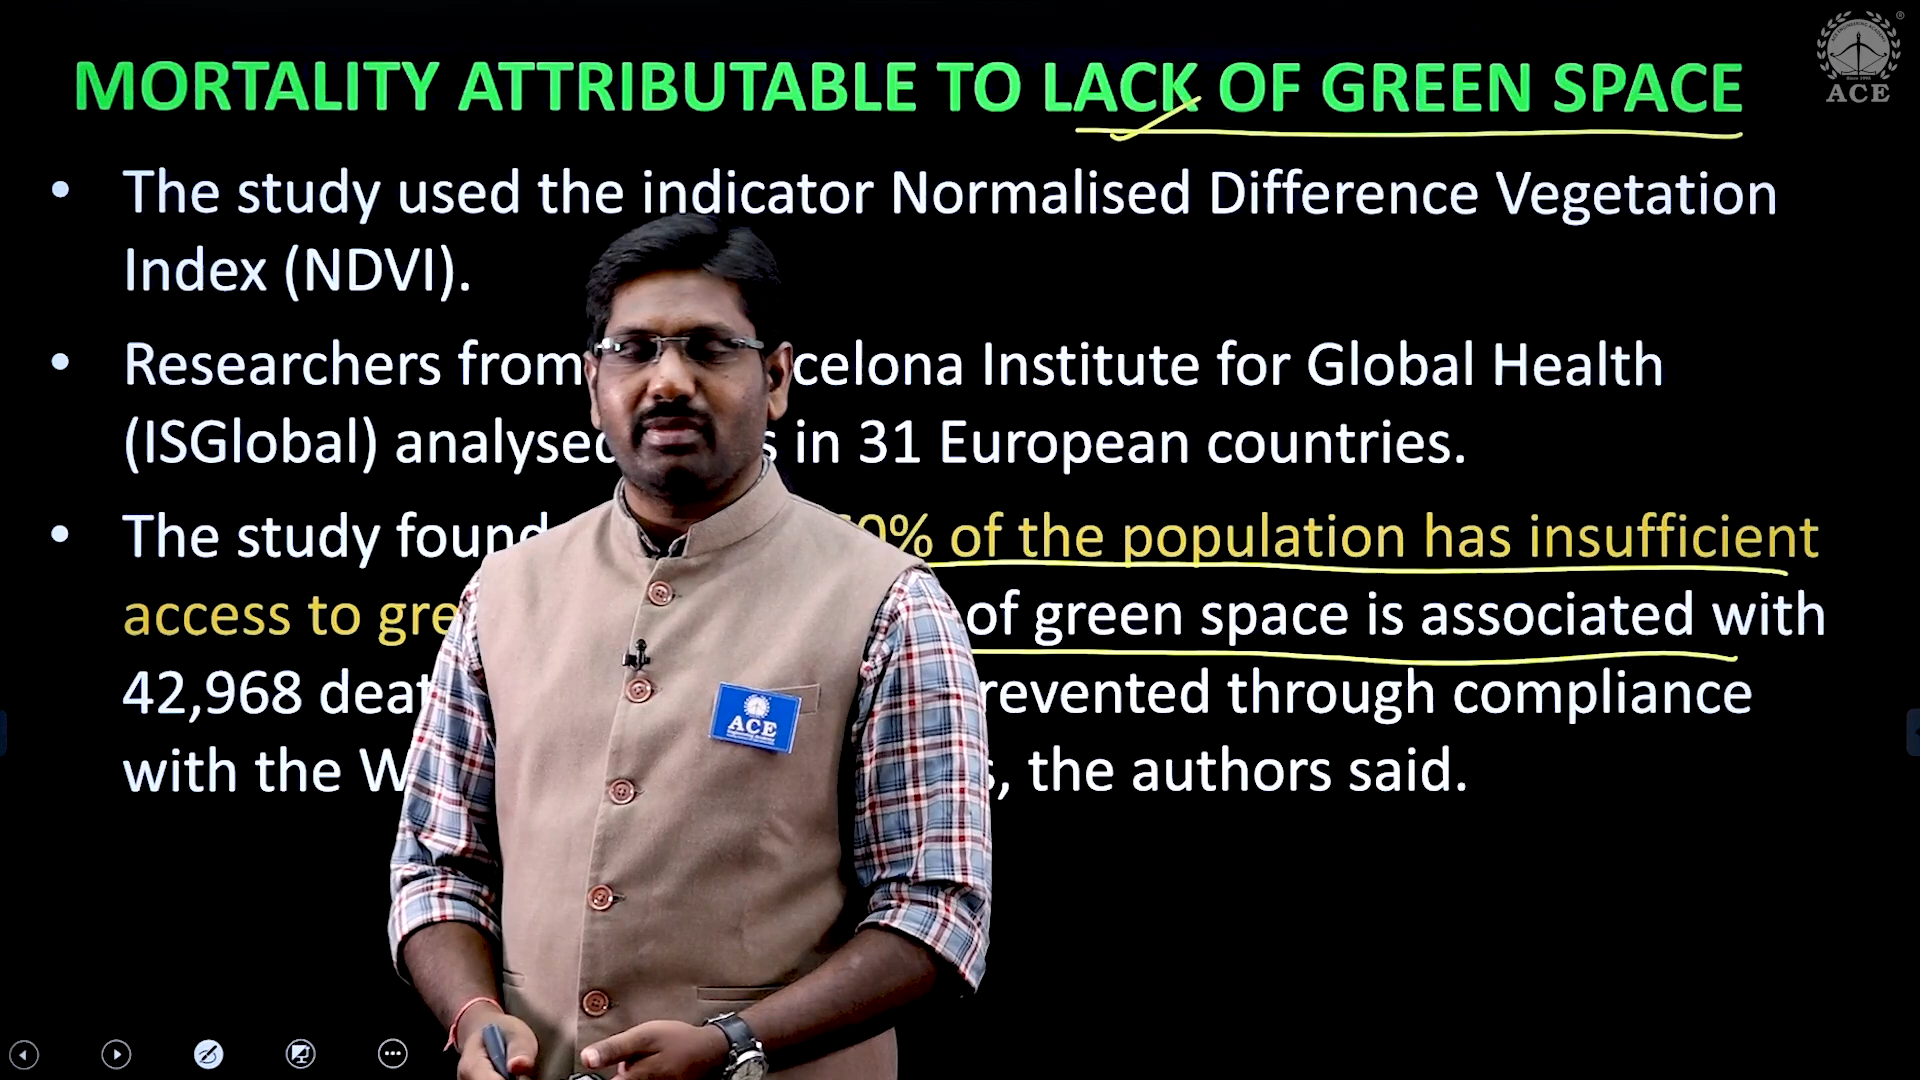 MORTALITY ATTRIBUTABLE TO LACK OF GREEN SPACE
ACE
• The study used the indicator Normalised Difference Vegetation
Index (NDVI).
• Researchers from celona Institute for Global Health
(ISGlobal) analysed in 31 European countries.
• The study found 60% of the population has insufficient
access to of green space is associated with
42,968 through compliance
with the the authors said.
ACE